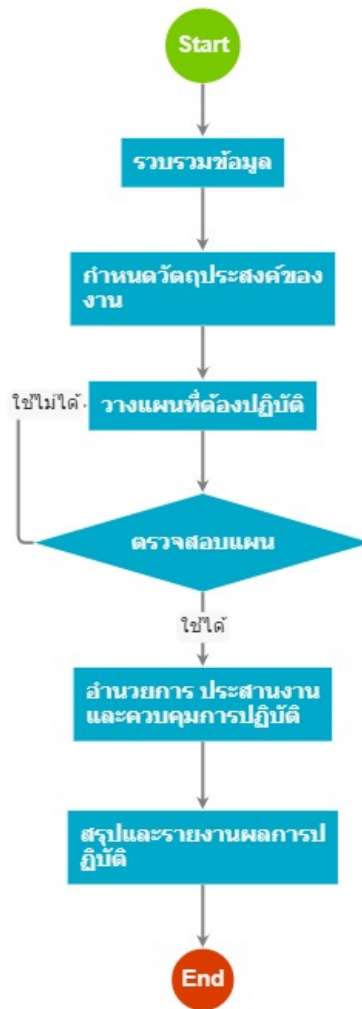 Start
รวบรวมข้อมูล
กำหนดวัตถุประสงค์ของ
งาน
ใช้ไม่ได้
วางแผนที่ต้องปฏิบัติ
ตรวจสอบแผน
ใช้ได้
อำนวยการ ประสานงาน
และควบคุมการปฏิบัติ
สรุปและรายงานผลการป
ฏิบัติ
End